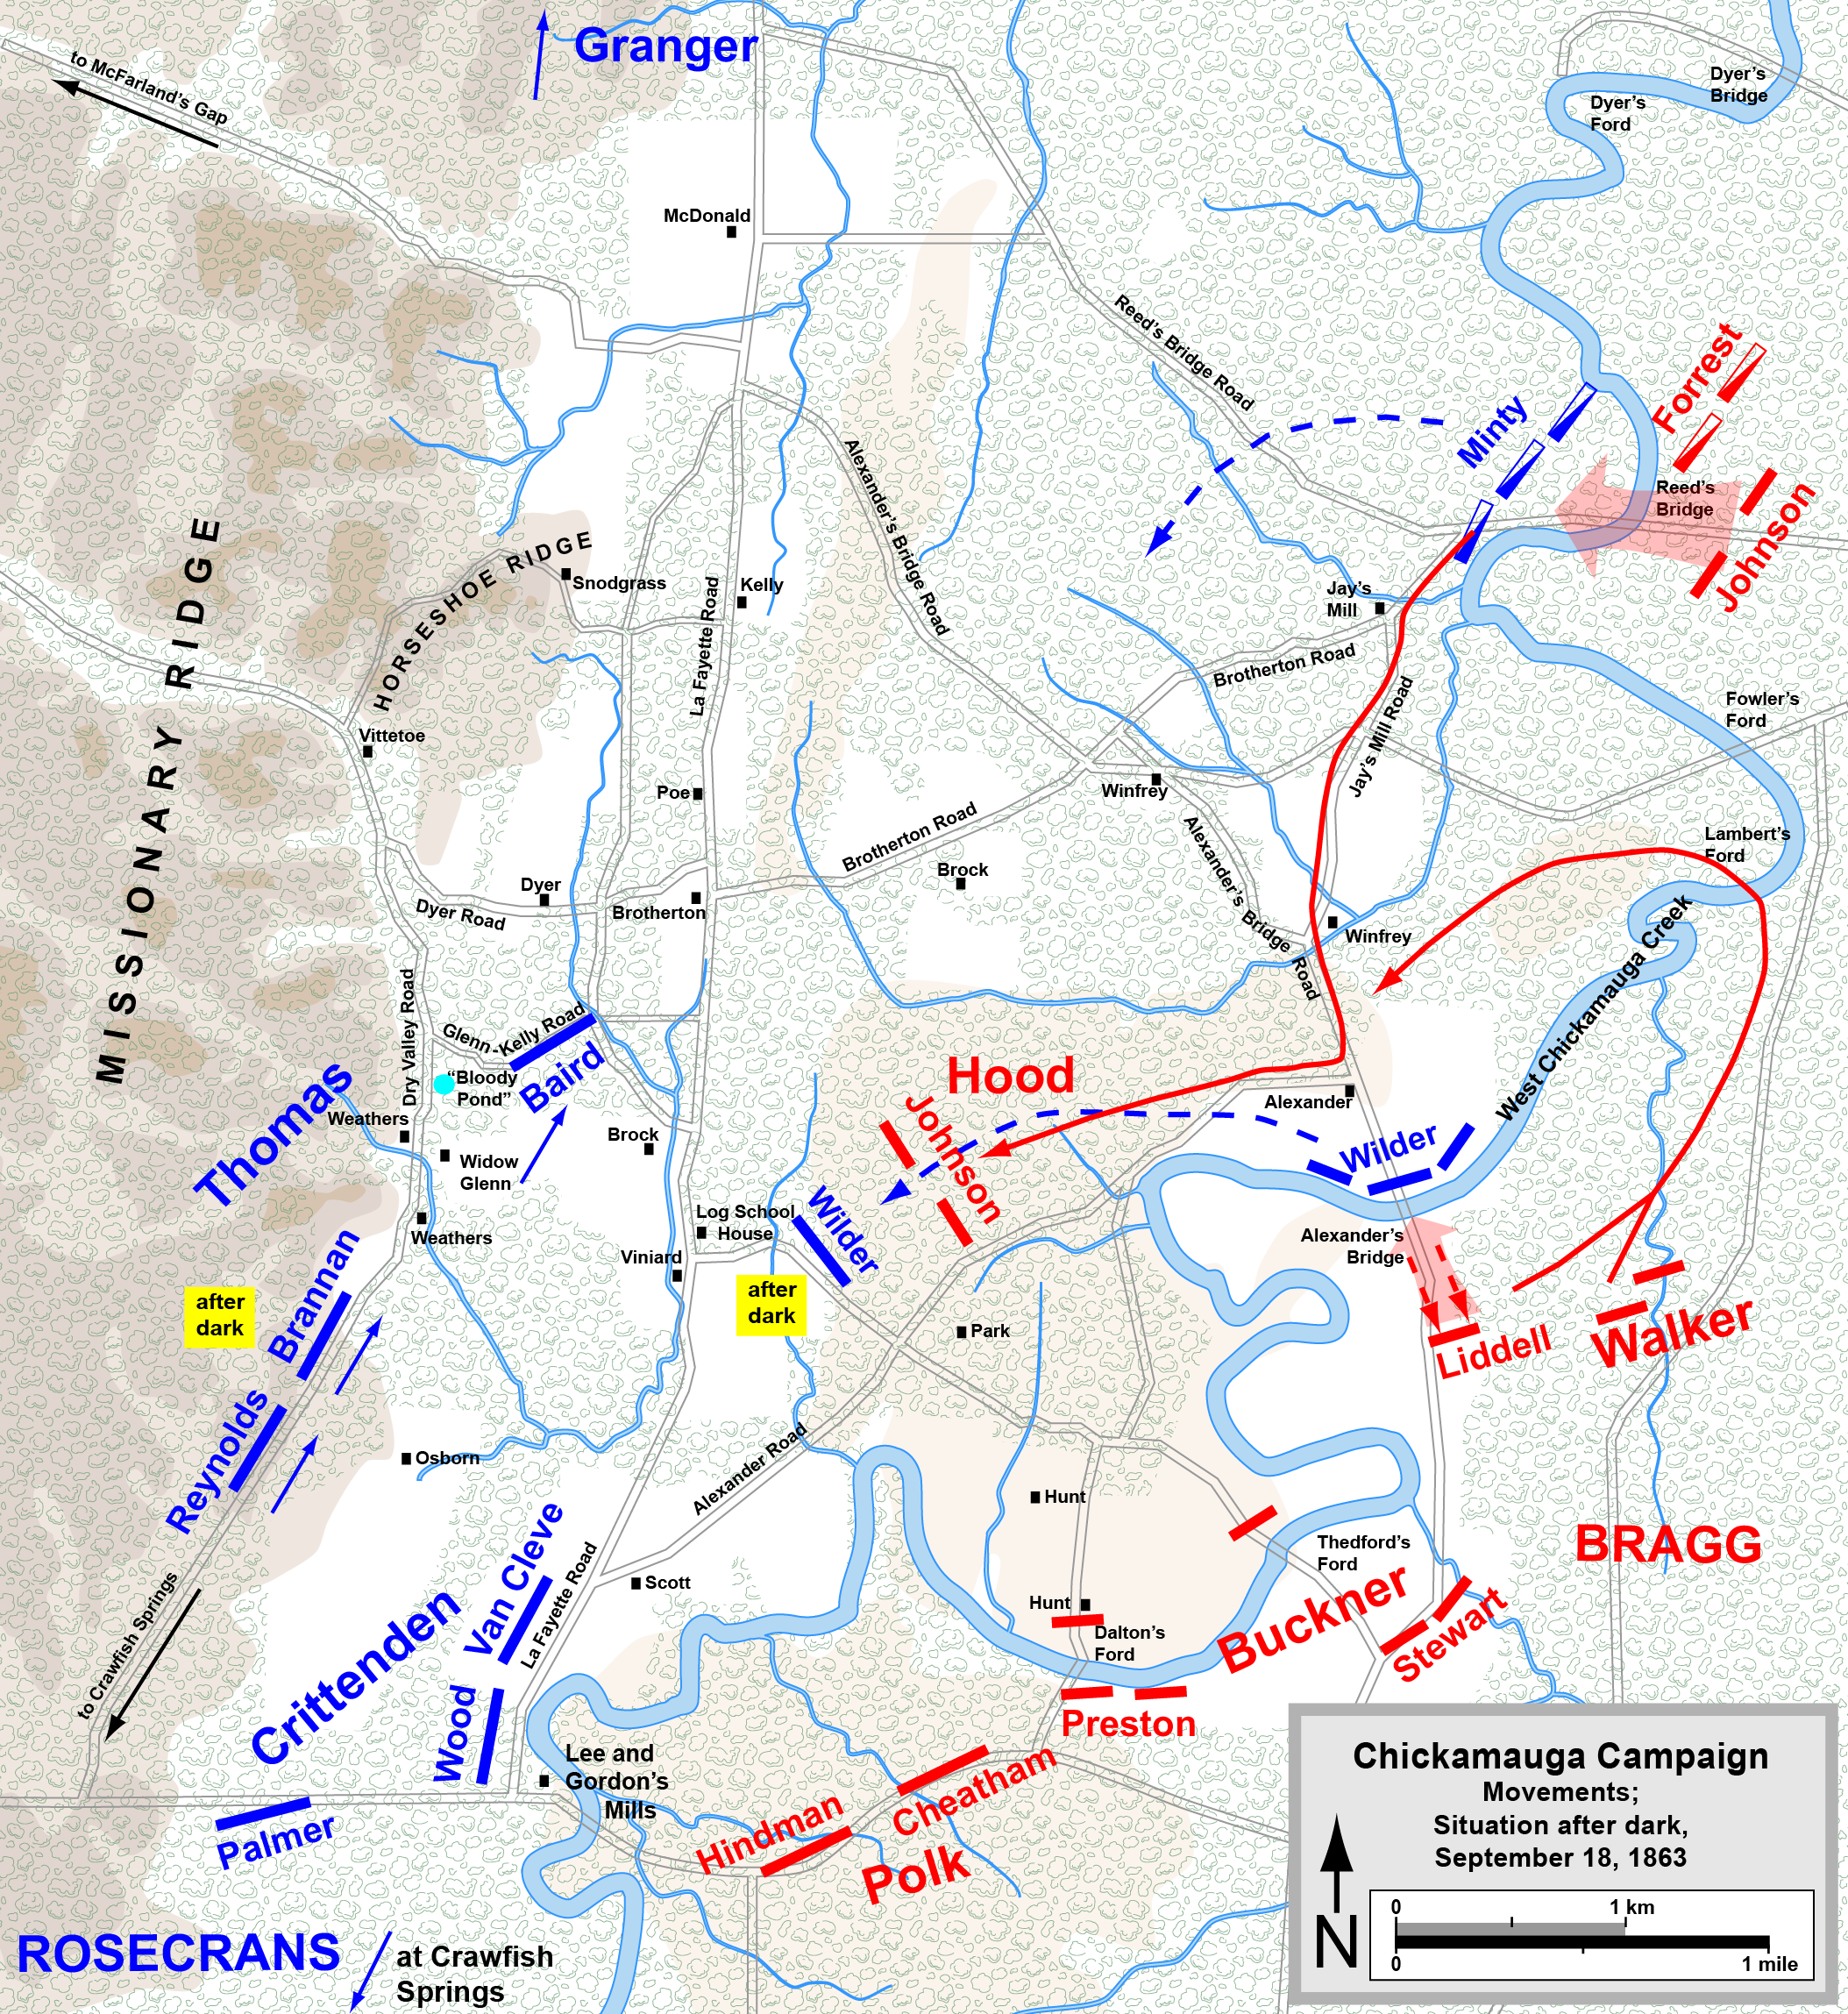 Granger
to McFarland's Gap
Dyer's
Bridge
Dyer's
Ford
McDonald
Reed's Bridge Road
Forrest
Minty
Reed's
Bridge
Johnson
Alexander's Bridge Road
MISSIONARY RIDGE
HORSESHOE RIDGE
Snodgrass
Kelly
La Fayette Road
Jay's
Mill
Brotherton Road
Jay's Mill Road
Fowler's
Ford
Vittetoe
Poe
Winfrey
Brotherton Road
Alexander's Bridge
Road
Lambert's
Ford
Brock
Dyer
Dyer Road
Brotherton
Winfrey
West Chickamauga Creek
Dry Valley Road
Glenn-Kelly Road
Baird
"Bloody
Pond"
Thomas
Weathers
Widow
Glenn
Brock
Hood
Johnson
Alexander
Wilder
Weathers
Log School
House
Wilder
Viniard
Alexander's
Bridge
after
dark
Brannan
after
dark
Park
Liddell
Walker
Reynolds
Osborn
Alexander Road
Hunt
BRAGG
Thedford's
Ford
Van Cleve
La Fayette Road
Scott
Hunt
Dalton's
Ford
Buckner
Stewart
to Crawfish Springs
Crittenden
Wood
Preston
Lee and
Gordon's
Mills
Cheatham
Hindman
Polk
Palmer
ROSECRANS
at Crawfish
Springs
Chickamauga Campaign
Movements;
Situation after dark,
September 18, 1863
N
0 1 km
0 1 mile